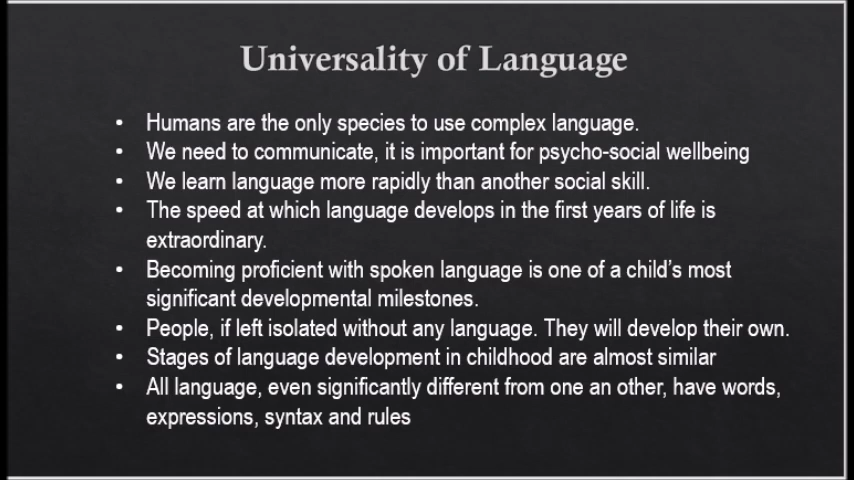 Universality of Language
• Humans are the only species to use complex language.
• We need to communicate, it is important for psycho-social wellbeing
• We learn language more rapidly than another social skill.
• The speed at which language develops in the first years of life is
extraordinary.
• Becoming proficient with spoken language is one of a child's most
significant developmental milestones.
• People, if left isolated without any language. They will develop their own.
• Stages of language development in childhood are almost similar
• All language, even significantly different from one an other, have words,
expressions, syntax and rules